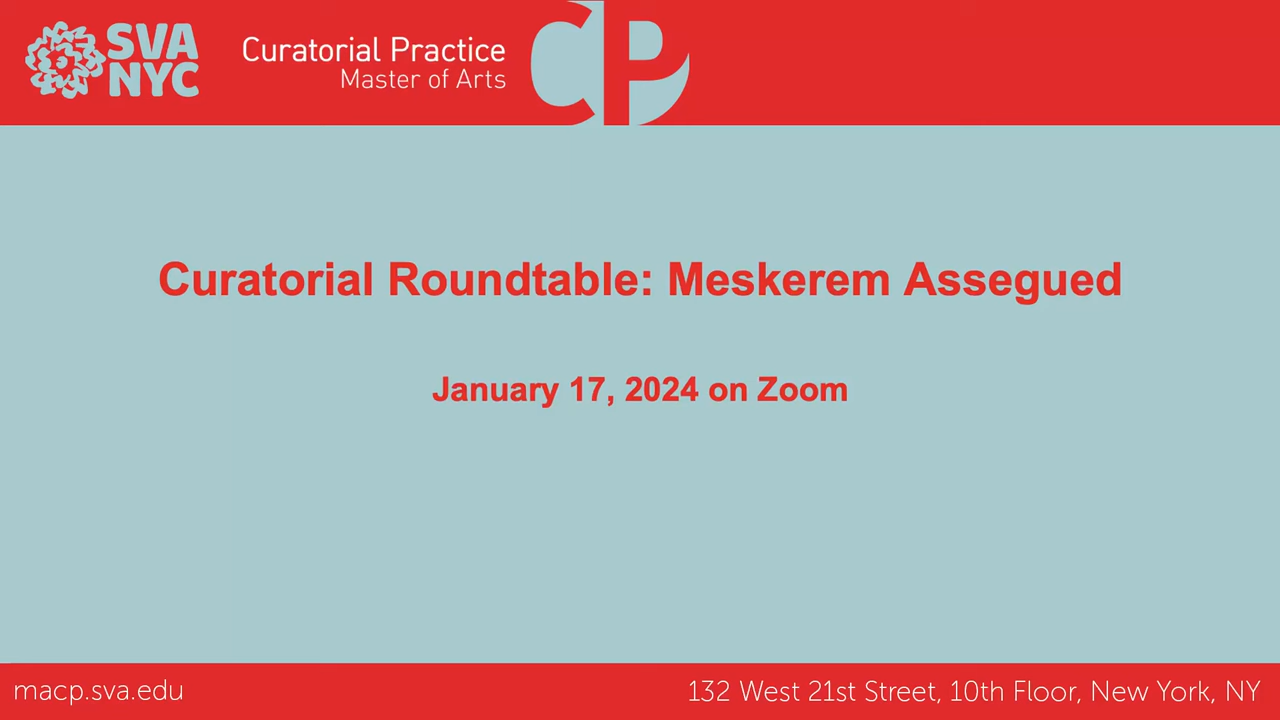 SVA
NYC
Curatorial Practice
Master of Arts
CP
Curatorial Roundtable: Meskerem Assegued
January 17, 2024 on Zoom
macp.sva.edu
132 West 21st Street, 10th Floor, New York, NY